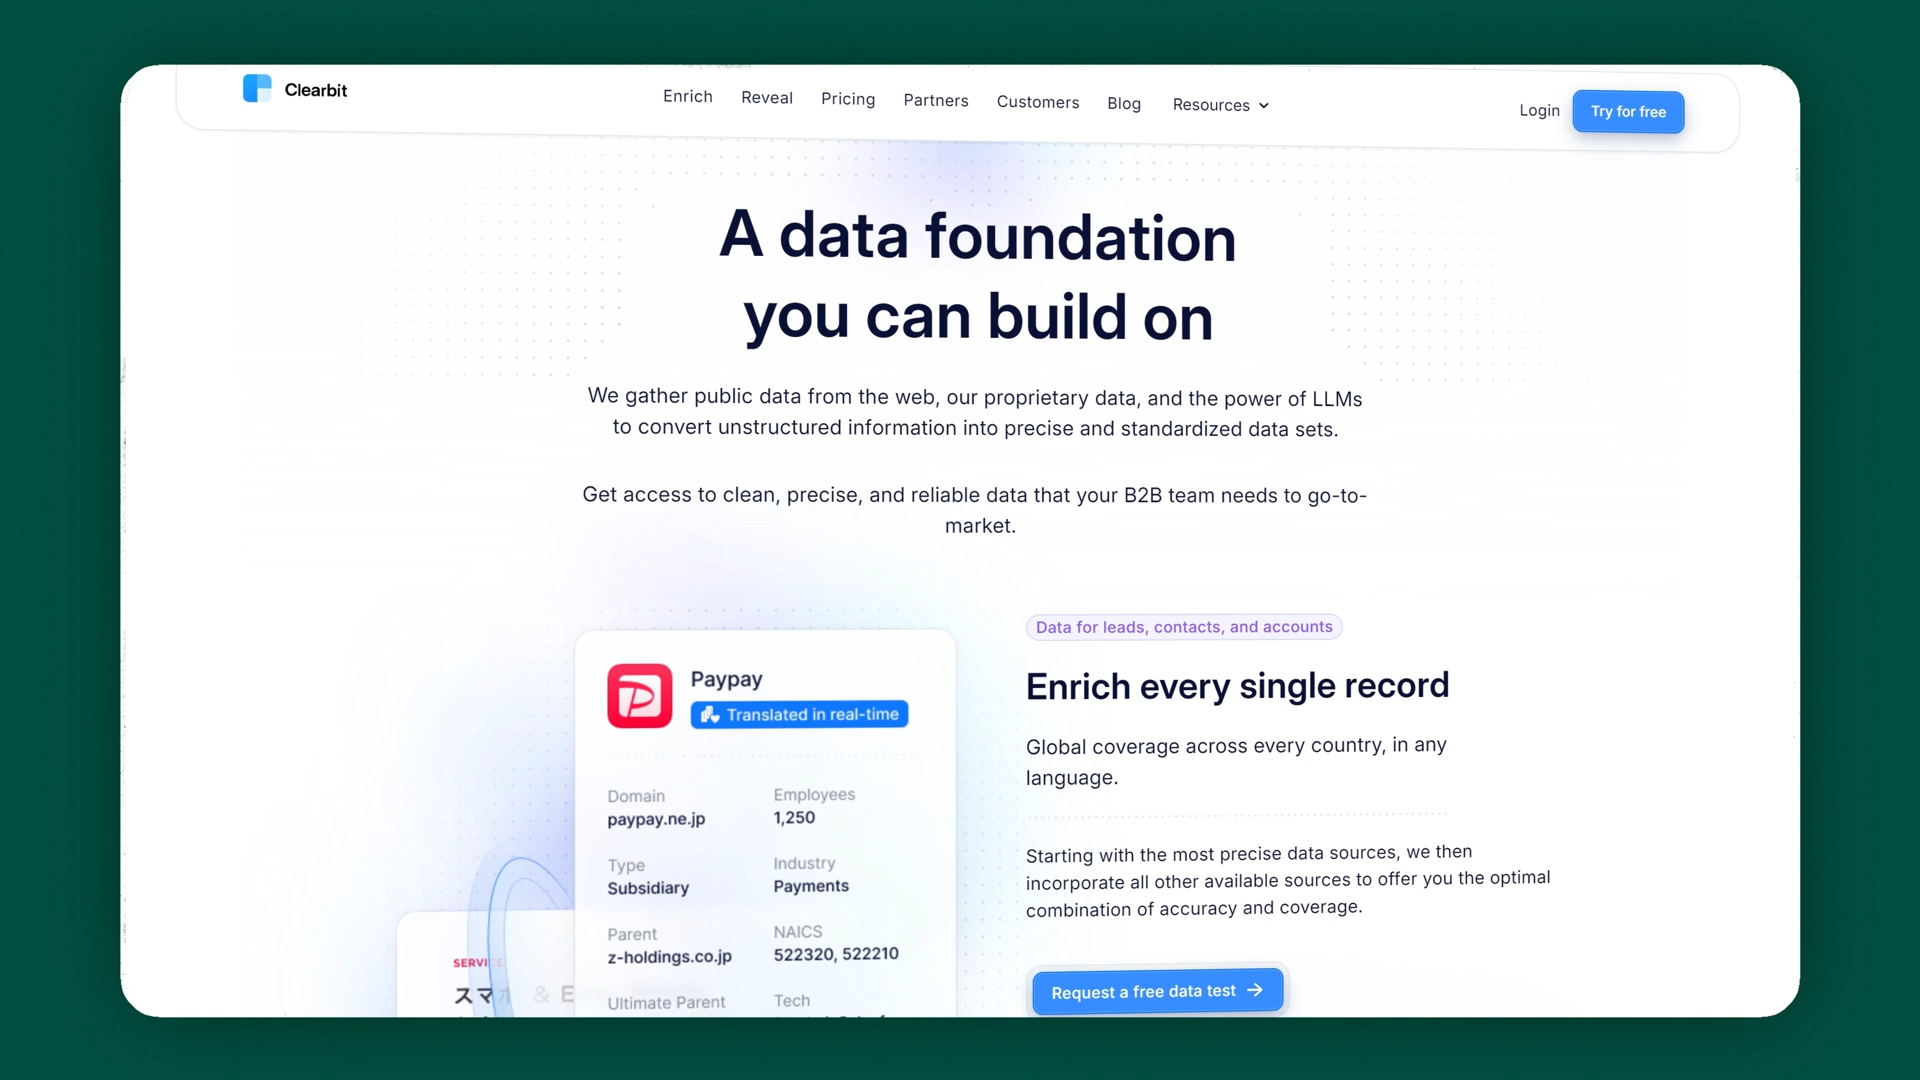 Clearbit
Enrich
Reveal
Pricing
Partners
Customers
Blog
Resources
Login
Try for free
A data foundation
you can build on
We gather public data from the web, our proprietary data, and the power of LLMs
to convert unstructured information into precise and standardized data sets.
Get access to clean, precise, and reliable data that your B2B team needs to go-to-
market.
Paypay
Translated in real-time
Domain
paypay.ne.jp
Employees
1,250
Type
Subsidiary
Industry
Payments
Parent
z-holdings.co.jp
NAICS
522320, 522210
Ultimate Parent
Tech
SERVICE
スマホ & E
Data for leads, contacts, and accounts
Enrich every single record
Global coverage across every country, in any
language.
Starting with the most precise data sources, we then
incorporate all other available sources to offer you the optimal
combination of accuracy and coverage.
Request a free data test